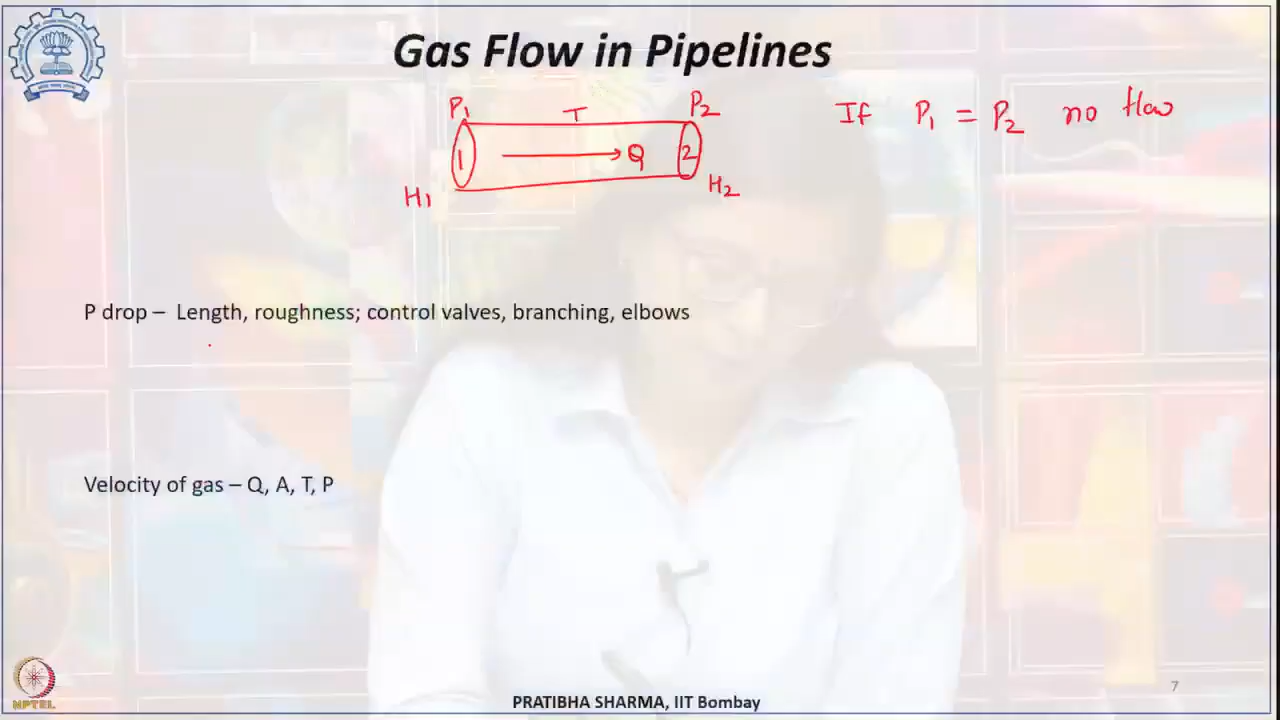 Gas Flow in Pipelines
P1 T P2
If P1 = P2 no flow
1 Q 2
H1 H2
P drop – Length, roughness; control valves, branching, elbows
Velocity of gas – Q, A, T, P
NPTEL
PRATIBHA SHARMA, IIT Bombay
7